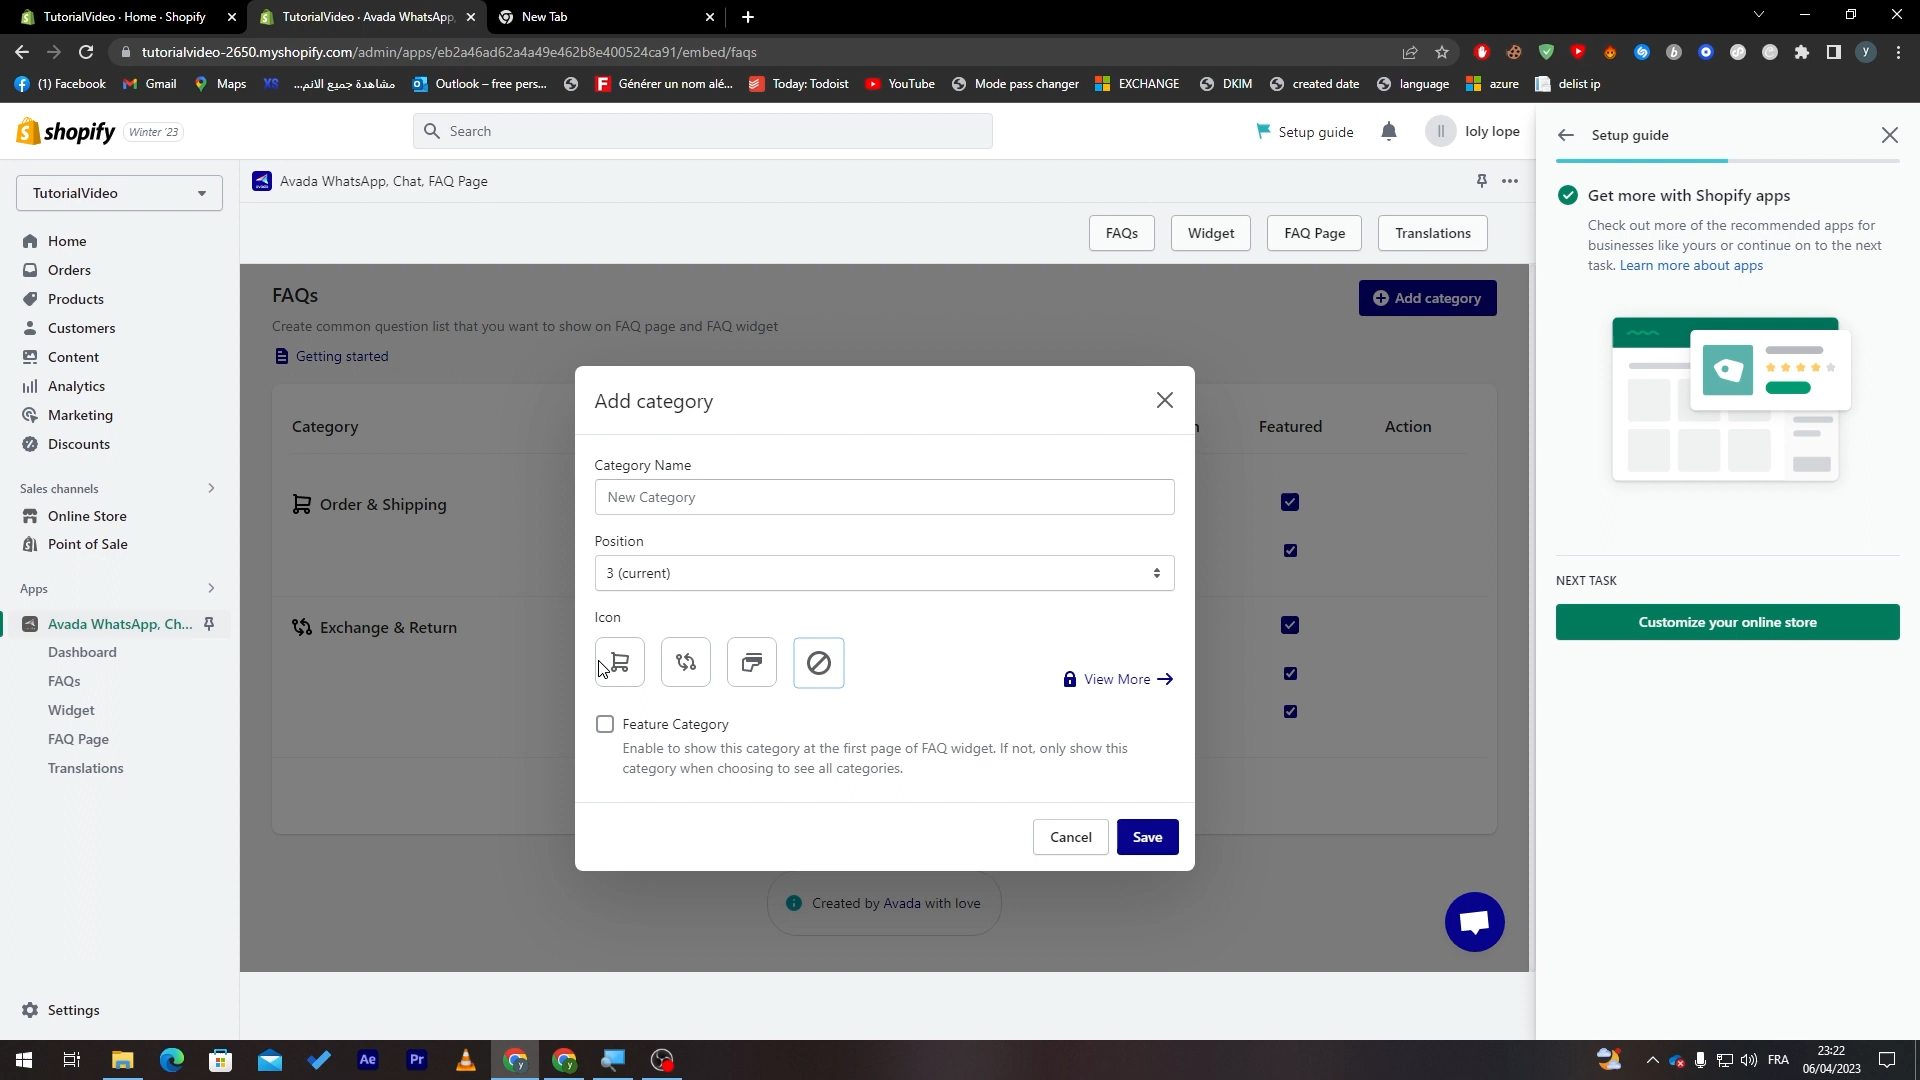 TutorialVideo · Home · Shopify
TutorialVideo · Avada WhatsApp,
New Tab
tutorialvideo-2650.myshopify.com/admin/apps/eb2a46ad62a4a49e462b8e400524ca91/embed/faqs
(1) Facebook
Gmail
Maps
XS
مشاهدة جميع الانم...
Outlook – free pers...
Générer un nom alé...
Today: Todoist
YouTube
Mode pass changer
EXCHANGE
DKIM
created date
language
azure
delist ip
shopify
Winter '23
Search
Setup guide
loly lope
Setup guide
TutorialVideo
Avada WhatsApp, Chat, FAQ Page
Get more with Shopify apps
Check out more of the recommended apps for
businesses like yours or continue on to the next
task. Learn more about apps
FAQs
Widget
FAQ Page
Translations
Home
Orders
Products
Customers
Content
Analytics
Marketing
Discounts
Sales channels
Online Store
Point of Sale
Apps
Avada WhatsApp, Ch...
Dashboard
FAQs
Widget
FAQ Page
Translations
Settings
FAQs
Add category
Create common question list that you want to show on FAQ page and FAQ widget
Getting started
Category
Featured
Action
Order & Shipping
Exchange & Return
Add category
Category Name
New Category
Position
3 (current)
Icon
View More
Feature Category
Enable to show this category at the first page of FAQ widget. If not, only show this
category when choosing to see all categories.
Cancel
Save
Created by Avada with love
NEXT TASK
Customize your online store
Ae
Pr
FRA
23:22
06/04/2023